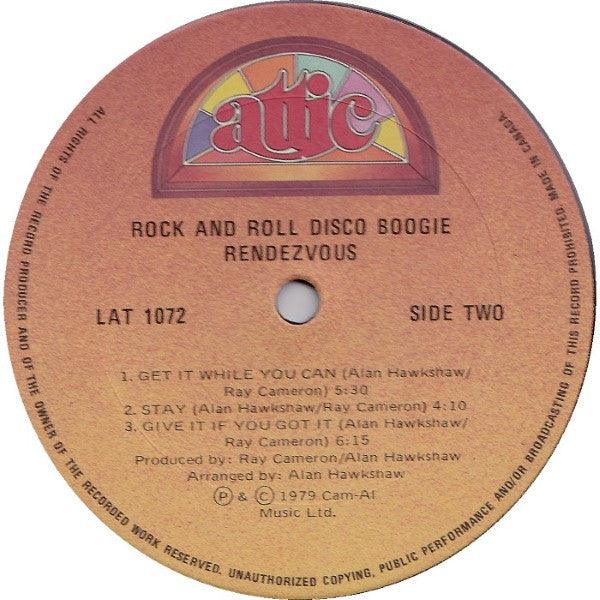 attic
ROCK AND ROLL DISCO BOOGIE
RENDEZVOUS
LAT 1072
SIDE TWO
1. GET IT WHILE YOU CAN (Alan Hawkshaw/
Ray Cameron) 5:30
2. STAY (Alan Hawkshaw/Ray Cameron) 4:10
3. GIVE IT IF YOU GOT IT (Alan Hawkshaw/
Ray Cameron) 6:15
Produced by: Ray Cameron/Alan Hawkshaw
Arranged by: Alan Hawkshaw
Ⓟ & Ⓒ 1979 Cam-Al
Music Ltd.
ALL RIGHTS OF THE RECORD PRODUCER AND OF THE OWNER OF THE RECORDED WORK RESERVED. UNAUTHORIZED COPYING, PUBLIC PERFORMANCE AND/OR BROADCASTING OF THIS RECORD PROHIBITED. MADE IN CANADA.